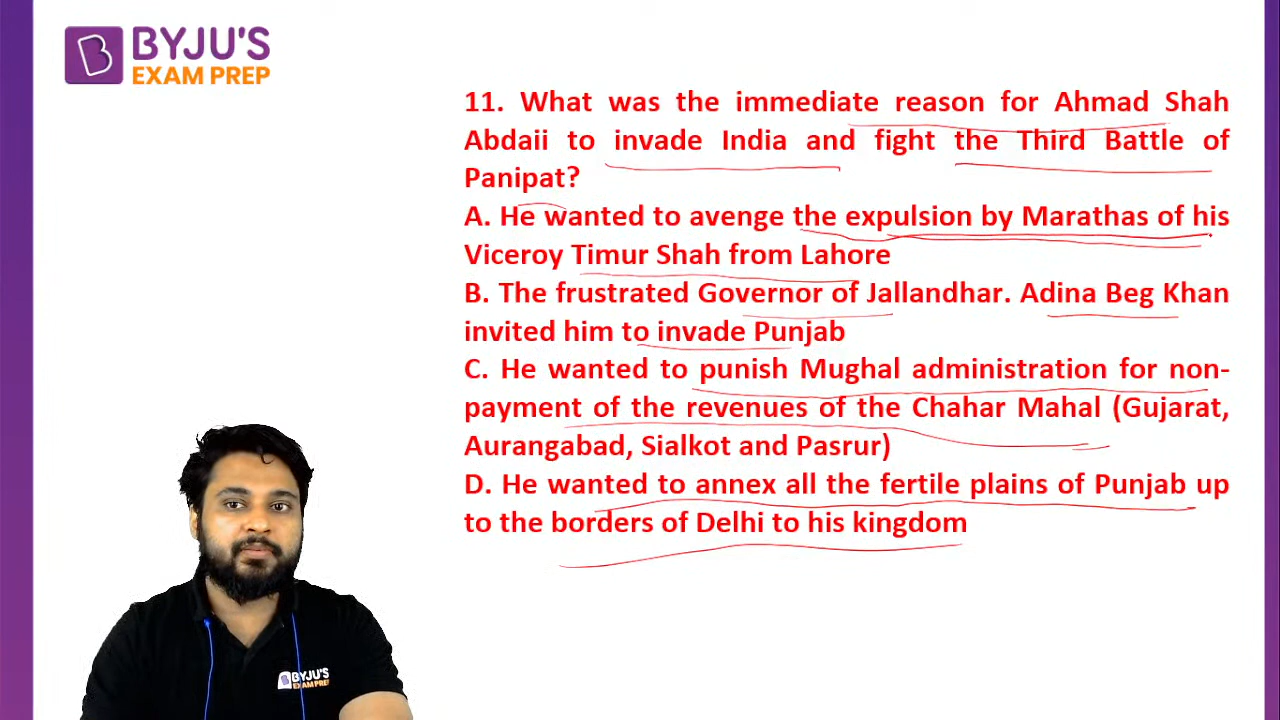 BYJU'S
EXAM PREP
11. What was the immediate reason for Ahmad Shah
Abdaii to invade India and fight the Third Battle of
Panipat?
A. He wanted to avenge the expulsion by Marathas of his
Viceroy Timur Shah from Lahore
B. The frustrated Governor of Jallandhar. Adina Beg Khan
invited him to invade Punjab
C. He wanted to punish Mughal administration for non-
payment of the revenues of the Chahar Mahal (Gujarat,
Aurangabad, Sialkot and Pasrur)
D. He wanted to annex all the fertile plains of Punjab up
to the borders of Delhi to his kingdom
BYJU'S
EXAM PREP